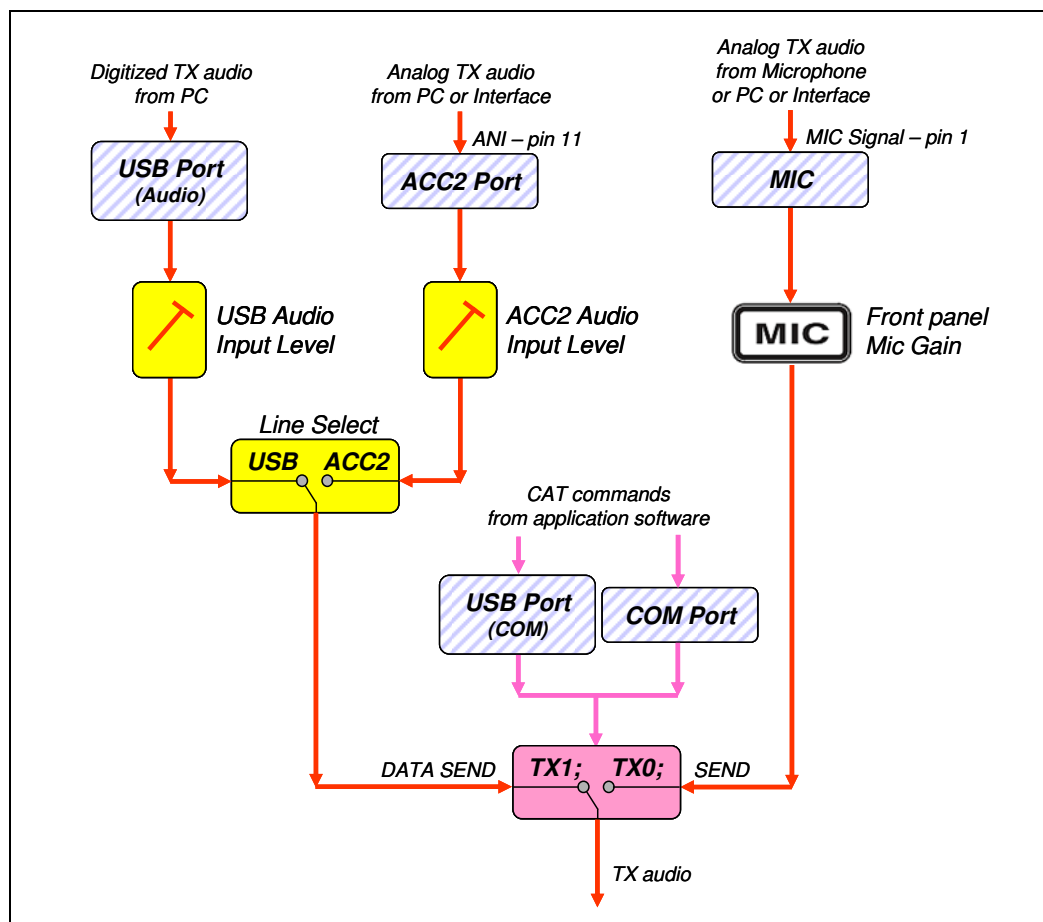 Digitized TX audio
from PC
Analog TX audio
from PC or Interface
Analog TX audio
from Microphone
or PC or Interface
ANI – pin 11
MIC Signal – pin 1
USB Port
(Audio)
ACC2 Port
MIC
USB Audio
Input Level
ACC2 Audio
Input Level
MIC
Front panel
Mic Gain
Line Select
USB ACC2
CAT commands
from application software
USB Port
(COM)
COM Port
DATA SEND
TX1; TX0;
SEND
TX audio